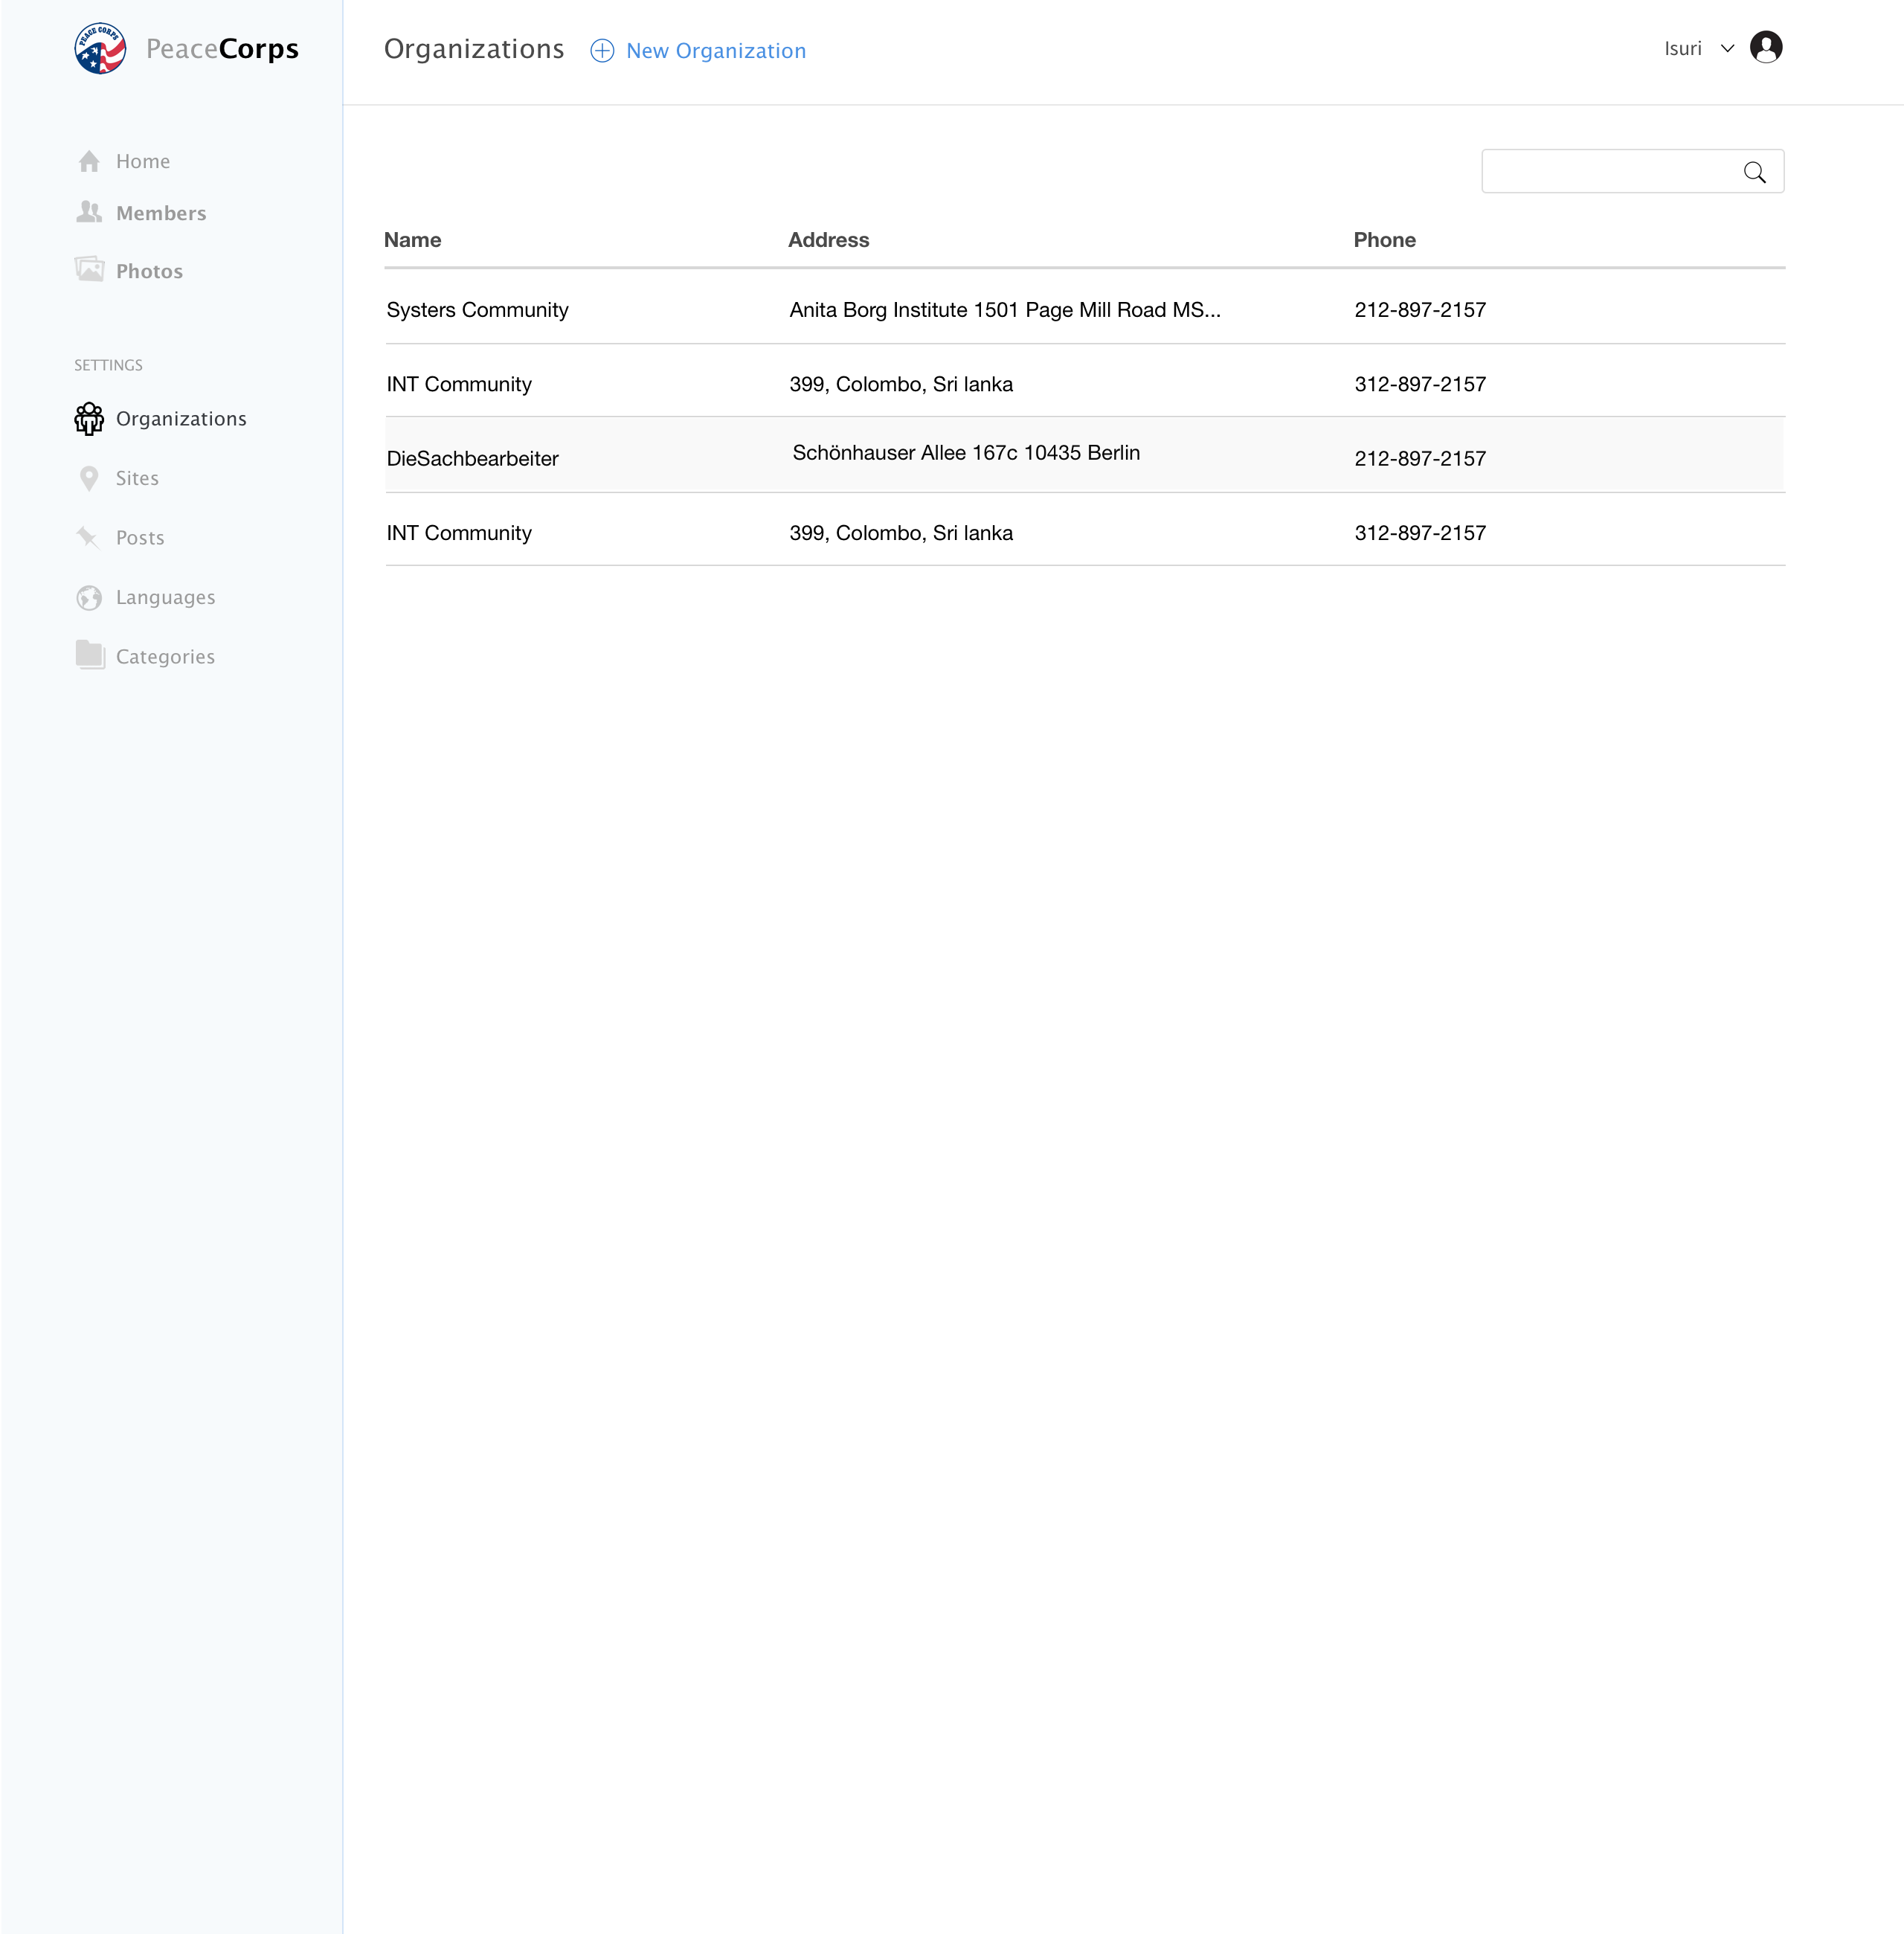 PEACE CORPS
PeaceCorps
Organizations
New Organization
Isuri
Home
Members
Photos
SETTINGS
Organizations
Sites
Posts
Languages
Categories
Name Address Phone
Systers Community Anita Borg Institute 1501 Page Mill Road MS... 212-897-2157
INT Community 399, Colombo, Sri lanka 312-897-2157
DieSachbearbeiter Schönhauser Allee 167c 10435 Berlin 212-897-2157
INT Community 399, Colombo, Sri lanka 312-897-2157